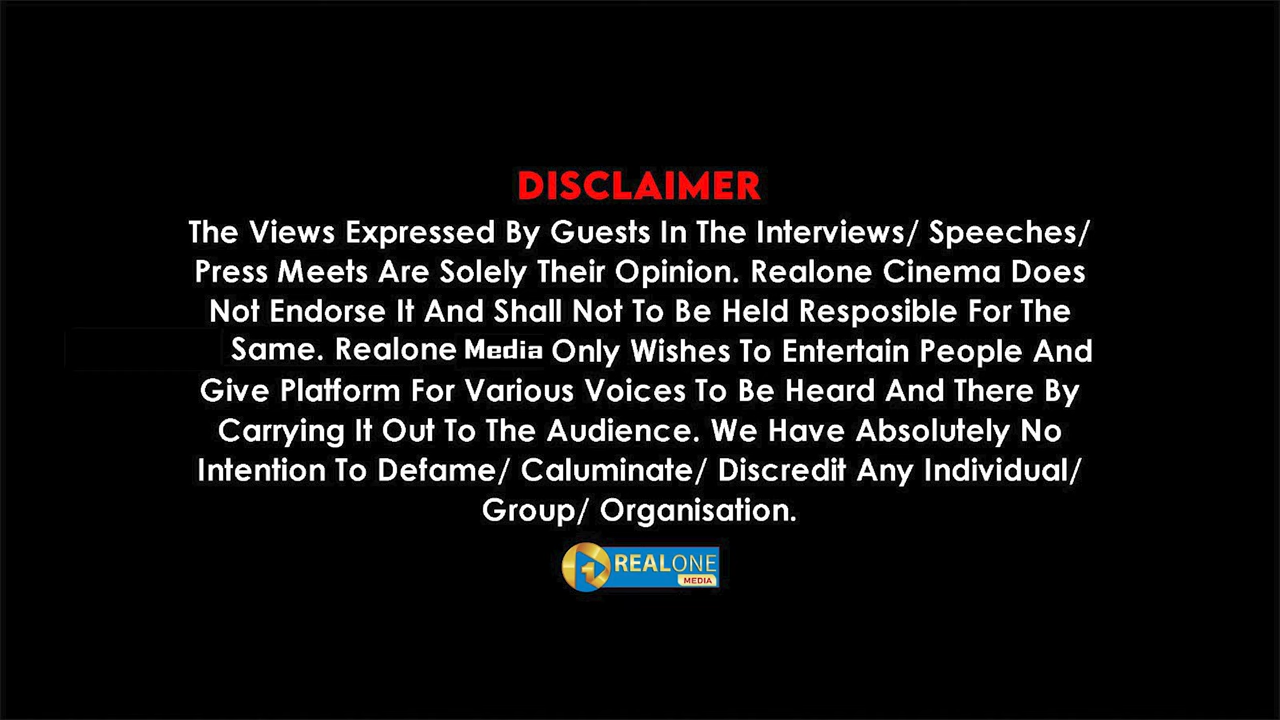 DISCLAIMER
The Views Expressed By Guests In The Interviews/ Speeches/
Press Meets Are Solely Their Opinion. Realone Cinema Does
Not Endorse It And Shall Not To Be Held Resposible For The
Same. Realone Media Only Wishes To Entertain People And
Give Platform For Various Voices To Be Heard And There By
Carrying It Out To The Audience. We Have Absolutely No
Intention To Defame/ Caluminate/ Discredit Any Individual/
Group/ Organisation.
REALONE
MEDIA